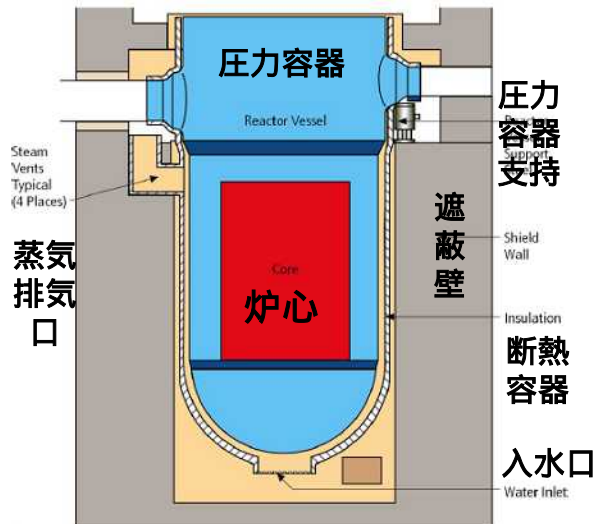 圧力容器
Reactor Vessel
圧力
容器
支持
Support
Steam
Vents
Typical
(4 Places)
蒸気
排気
口
遮蔽
壁
Shield
Wall
Core
炉心
Insulation
断熱
容器
入水口
Water Inlet